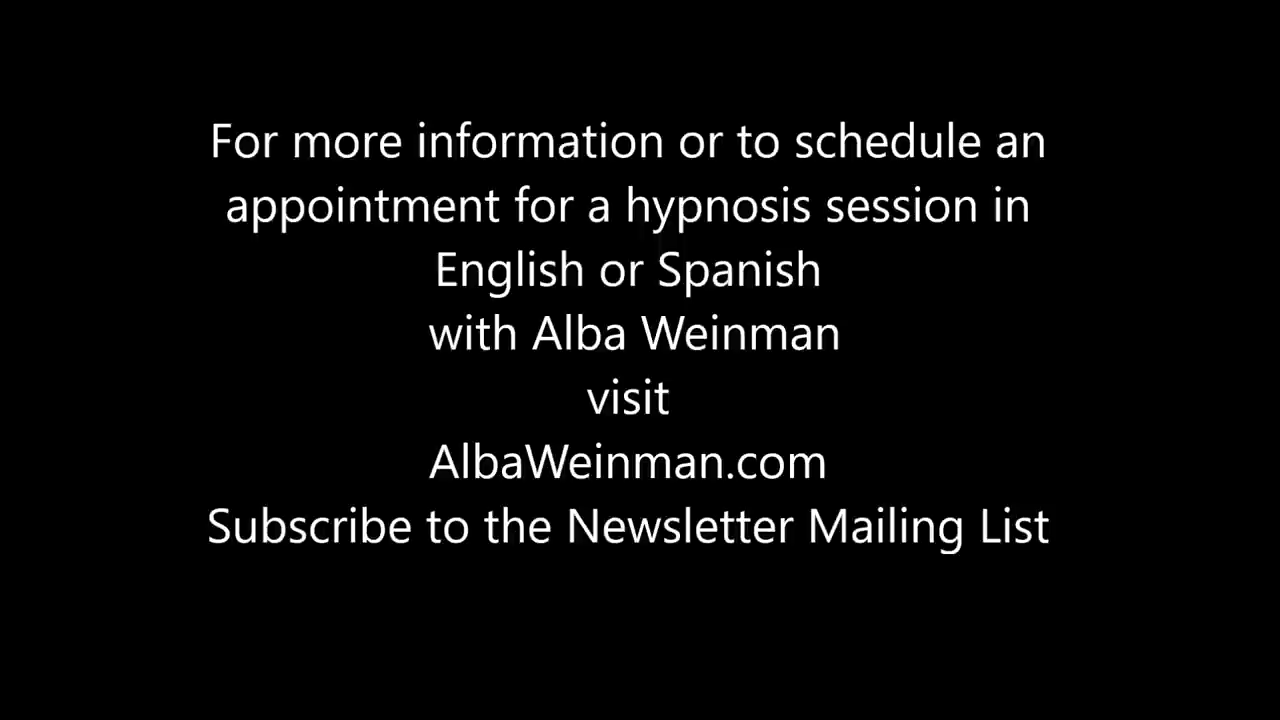 For more information or to schedule an
appointment for a hypnosis session in
English or Spanish
with Alba Weinman
visit
AlbaWeinman.com
Subscribe to the Newsletter Mailing List